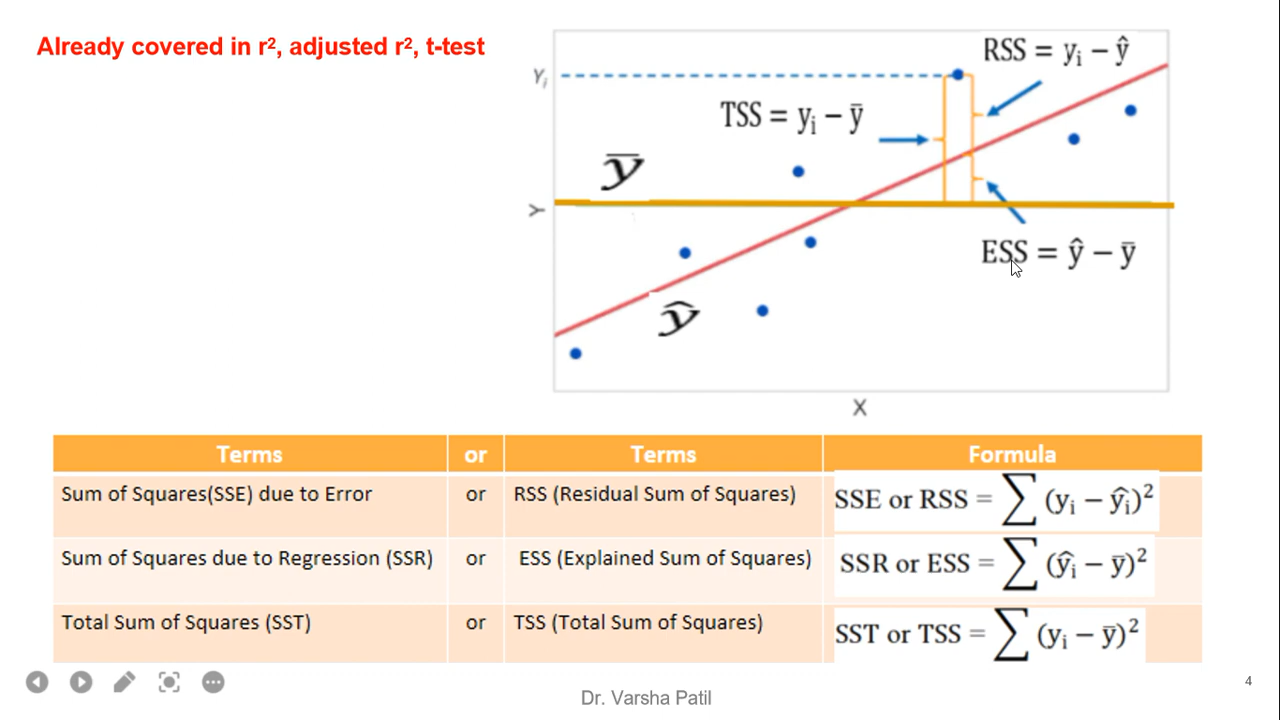 Already covered in r², adjusted r², t-test
RSS = yᵢ − ŷ
Yᵢ
TSS = yᵢ − ȳ
ȳ
Y
ESS = ŷ − ȳ
ŷ
X
Terms or Terms Formula
Sum of Squares(SSE) due to Error or RSS (Residual Sum of Squares) SSE or RSS = ∑ (yᵢ − ŷᵢ)²
Sum of Squares due to Regression (SSR) or ESS (Explained Sum of Squares) SSR or ESS = ∑ (ŷᵢ − ȳ)²
Total Sum of Squares (SST) or TSS (Total Sum of Squares) SST or TSS = ∑ (yᵢ − ȳ)²
4
Dr. Varsha Patil